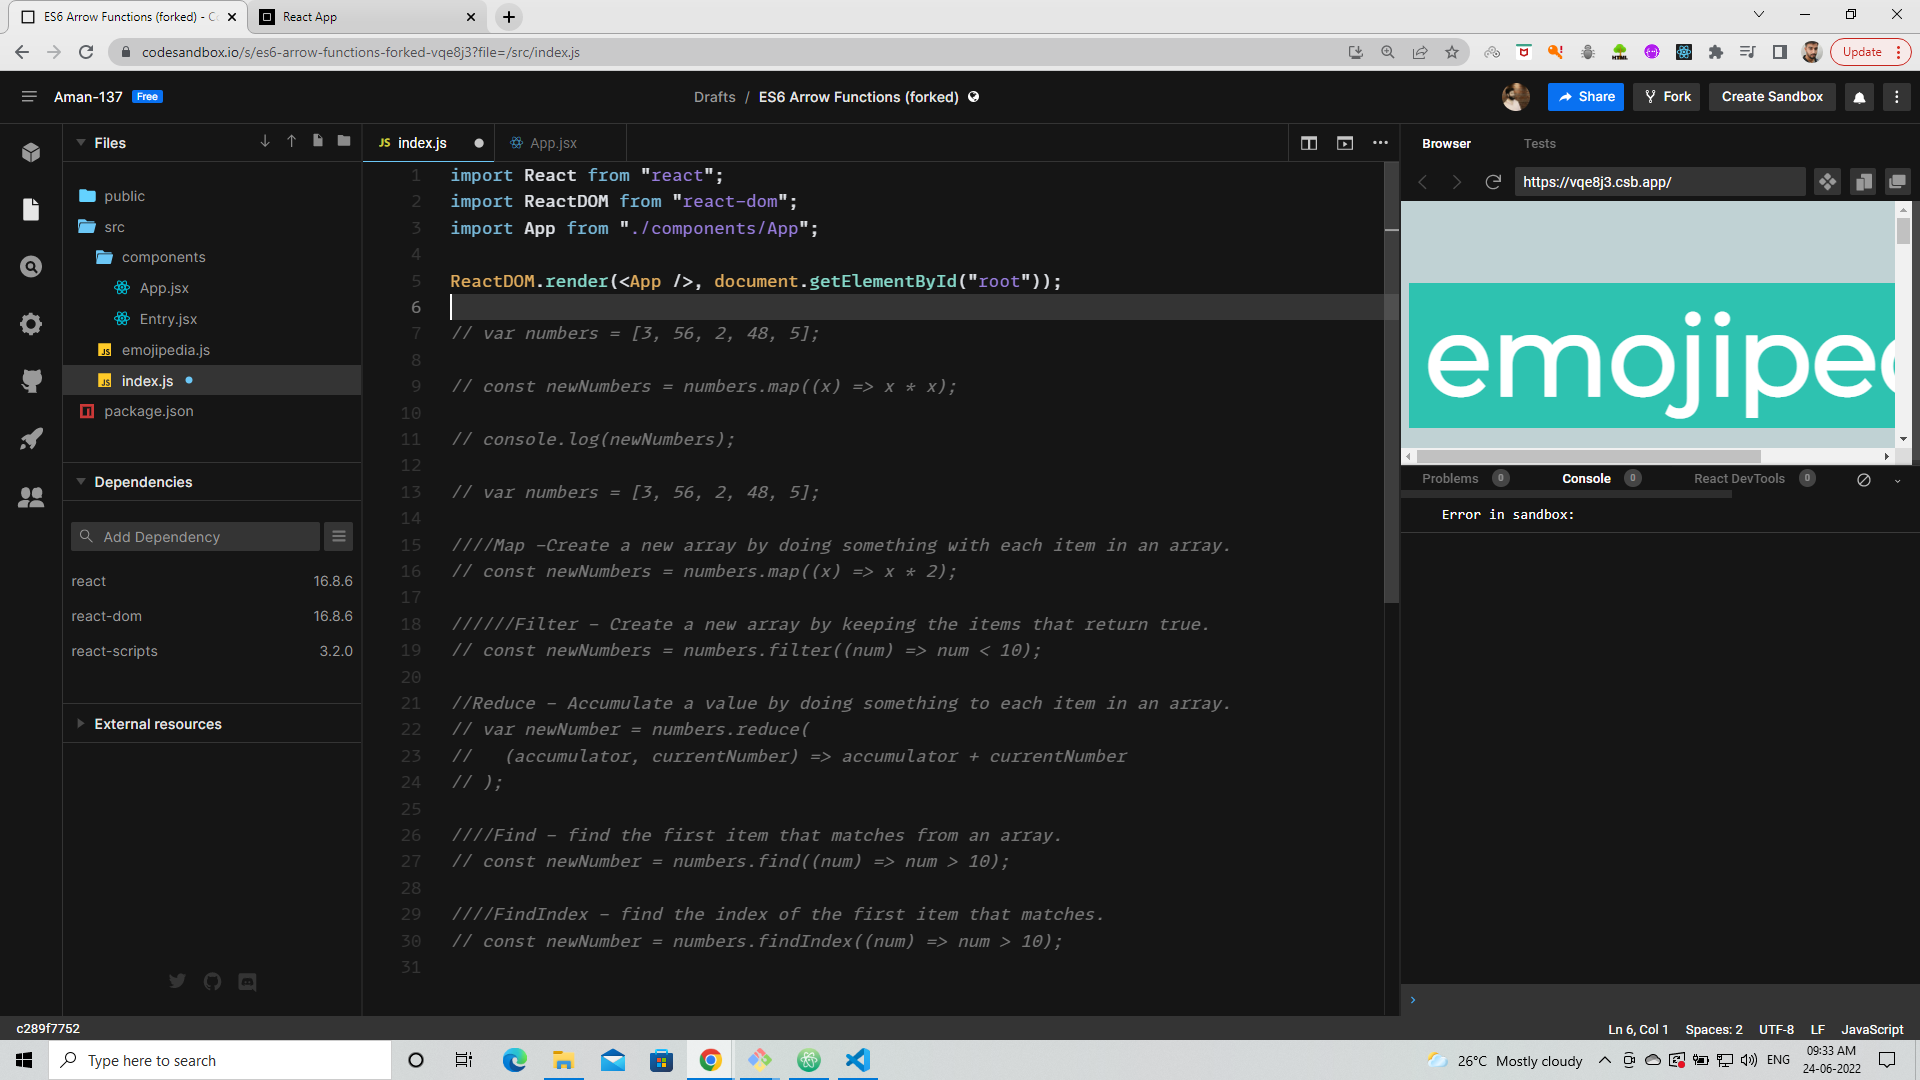 ES6 Arrow Functions (forked) - Co
React App
codesandbox.io/s/es6-arrow-functions-forked-vqe8j3?file=/src/index.js
Update
Aman-137 Free
Drafts / ES6 Arrow Functions (forked)
Share
Fork
Create Sandbox
Files
public
src
components
App.jsx
Entry.jsx
emojipedia.js
index.js
package.json
Dependencies
Add Dependency
react 16.8.6
react-dom 16.8.6
react-scripts 3.2.0
External resources
JS index.js
App.jsx
1 import React from "react";
2 import ReactDOM from "react-dom";
3 import App from "./components/App";
4
5 ReactDOM.render(<App />, document.getElementById("root"));
6
7 // var numbers = [3, 56, 2, 48, 5];
8
9 // const newNumbers = numbers.map((x) => x * x);
10
11 // console.log(newNumbers);
12
13 // var numbers = [3, 56, 2, 48, 5];
14
15 ////Map -Create a new array by doing something with each item in an array.
16 // const newNumbers = numbers.map((x) => x * 2);
17
18 //////Filter - Create a new array by keeping the items that return true.
19 // const newNumbers = numbers.filter((num) => num < 10);
20
21 //Reduce - Accumulate a value by doing something to each item in an array.
22 // var newNumber = numbers.reduce(
23 //   (accumulator, currentNumber) => accumulator + currentNumber
24 // );
25
26 ////Find - find the first item that matches from an array.
27 // const newNumber = numbers.find((num) => num > 10);
28
29 ////FindIndex - find the index of the first item that matches.
30 // const newNumber = numbers.findIndex((num) => num > 10);
31
Browser
Tests
https://vqe8j3.csb.app/
emojipe
Problems 0
Console 0
React DevTools 0
Error in sandbox:
c289f7752
Ln 6, Col 1
Spaces: 2
UTF-8
LF
JavaScript
Type here to search
26°C Mostly cloudy
ENG
09:33 AM
24-06-2022